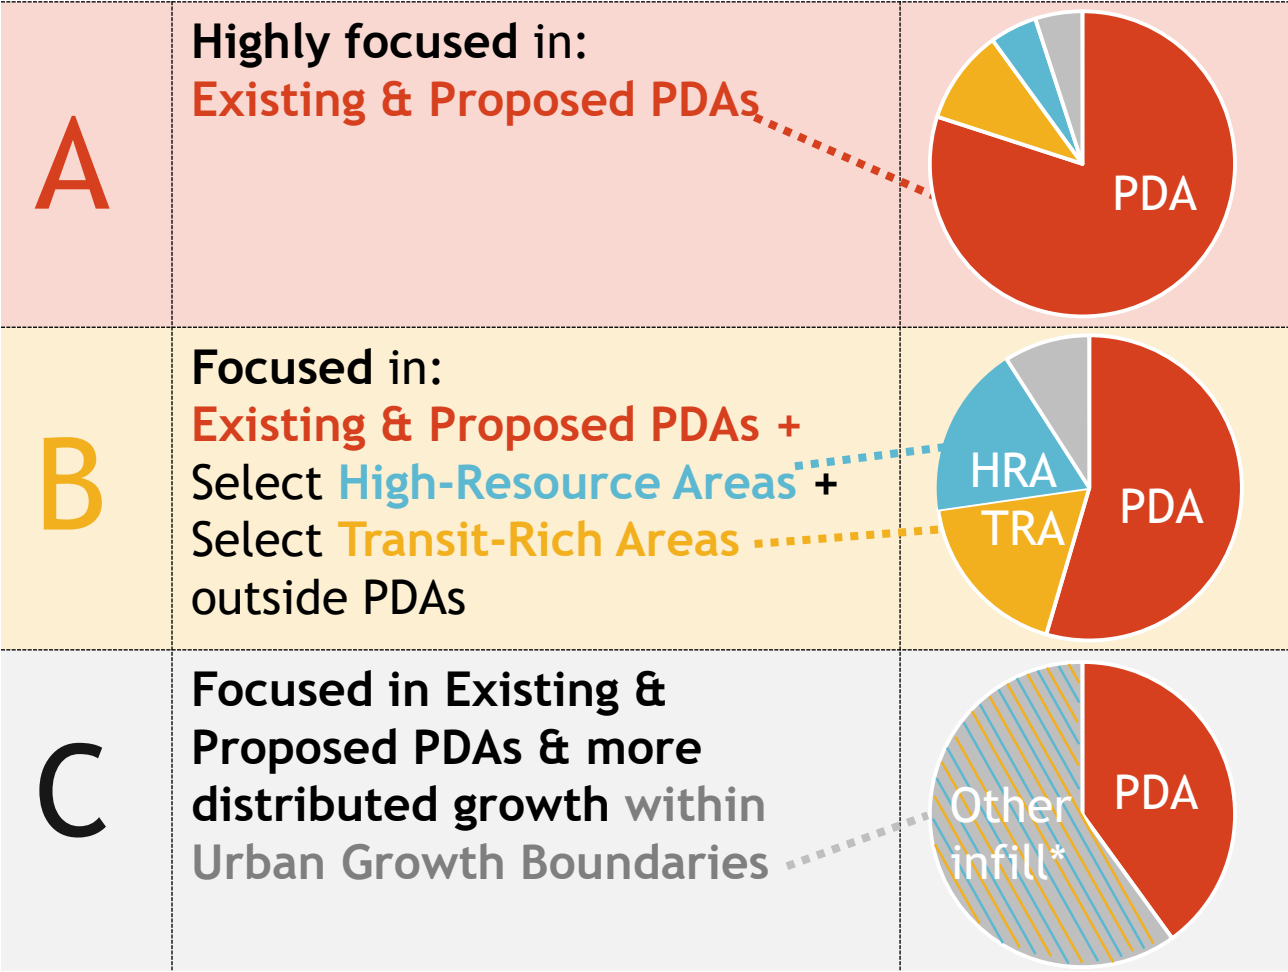 A
Highly focused in:
Existing & Proposed PDAs
PDA
B
Focused in:
Existing & Proposed PDAs +
Select High-Resource Areas +
Select Transit-Rich Areas
outside PDAs
HRA
TRA
PDA
C
Focused in Existing &
Proposed PDAs & more
distributed growth within
Urban Growth Boundaries
Other
infill*
PDA